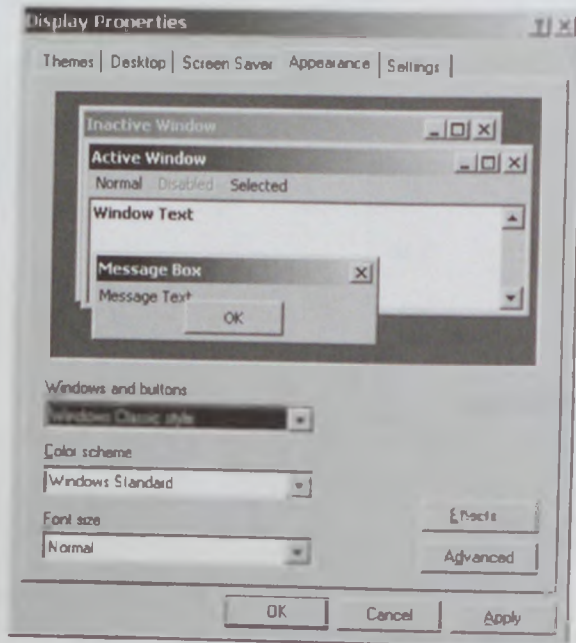 Display Properties
Themes Desktop Screen Saver Appearance Settings
Inactive Window
Active Window
Normal Disabled Selected
Window Text
Message Box
Message Text
OK
Windows and buttons
Windows Classic style
Color scheme
Windows Standard
Font size
Normal
Effects
Advanced
OK Cancel Apply